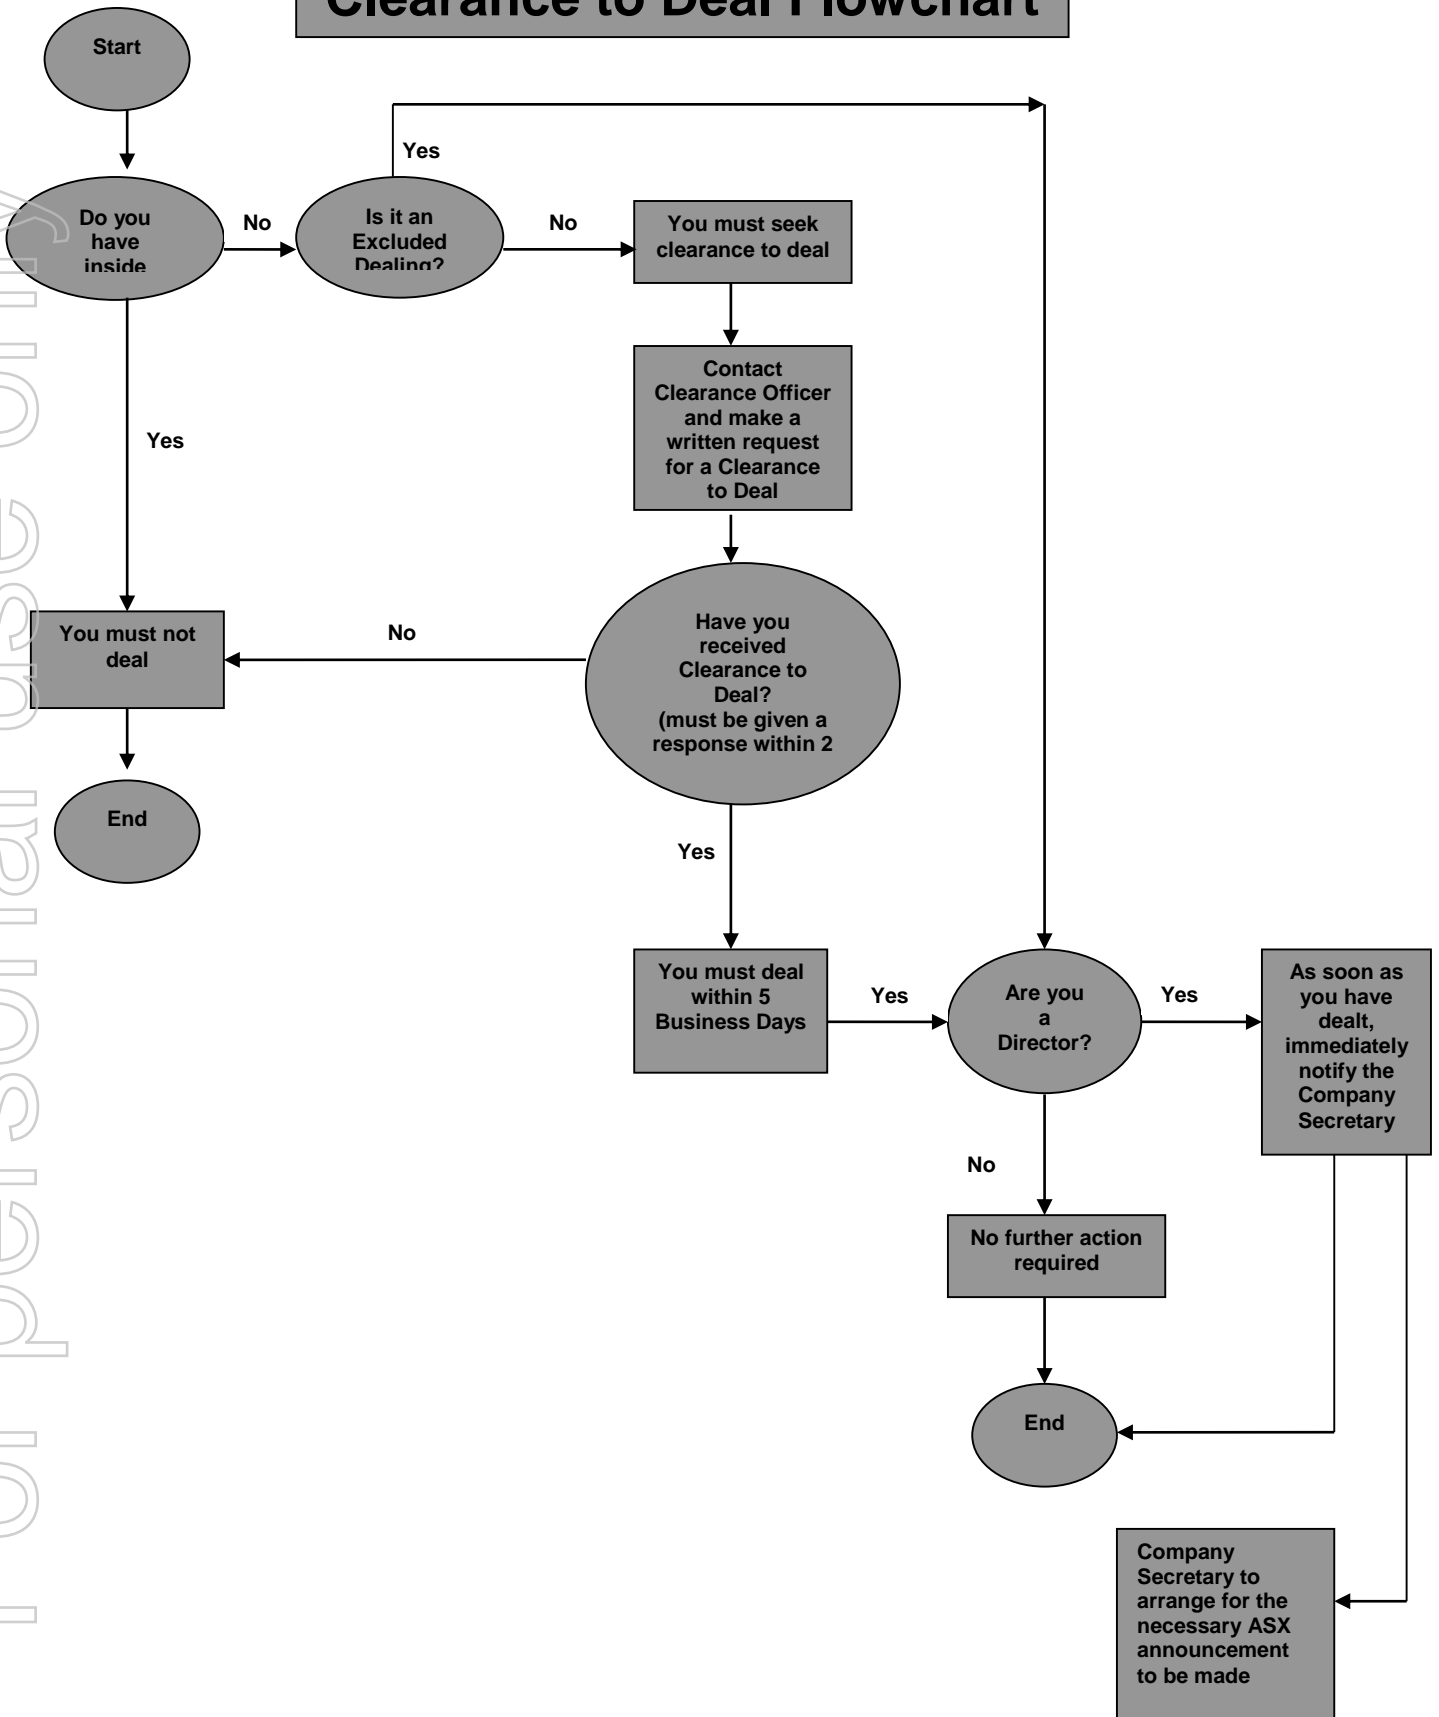 Clearance to Deal Flowchart
Start
Yes
Do you
have
inside
No
Is it an
Excluded
Dealing?
No
You must seek
clearance to deal
Contact
Clearance Officer
and make a
written request
for a Clearance
to Deal
Yes
You must not
deal
No
Have you
received
Clearance to
Deal?
(must be given a
response within 2
End
Yes
You must deal
within 5
Business Days
Yes
Are you
a
Director?
Yes
As soon as
you have
dealt,
immediately
notify the
Company
Secretary
No
No further action
required
End
Company
Secretary to
arrange for the
necessary ASX
announcement
to be made
For personal use only